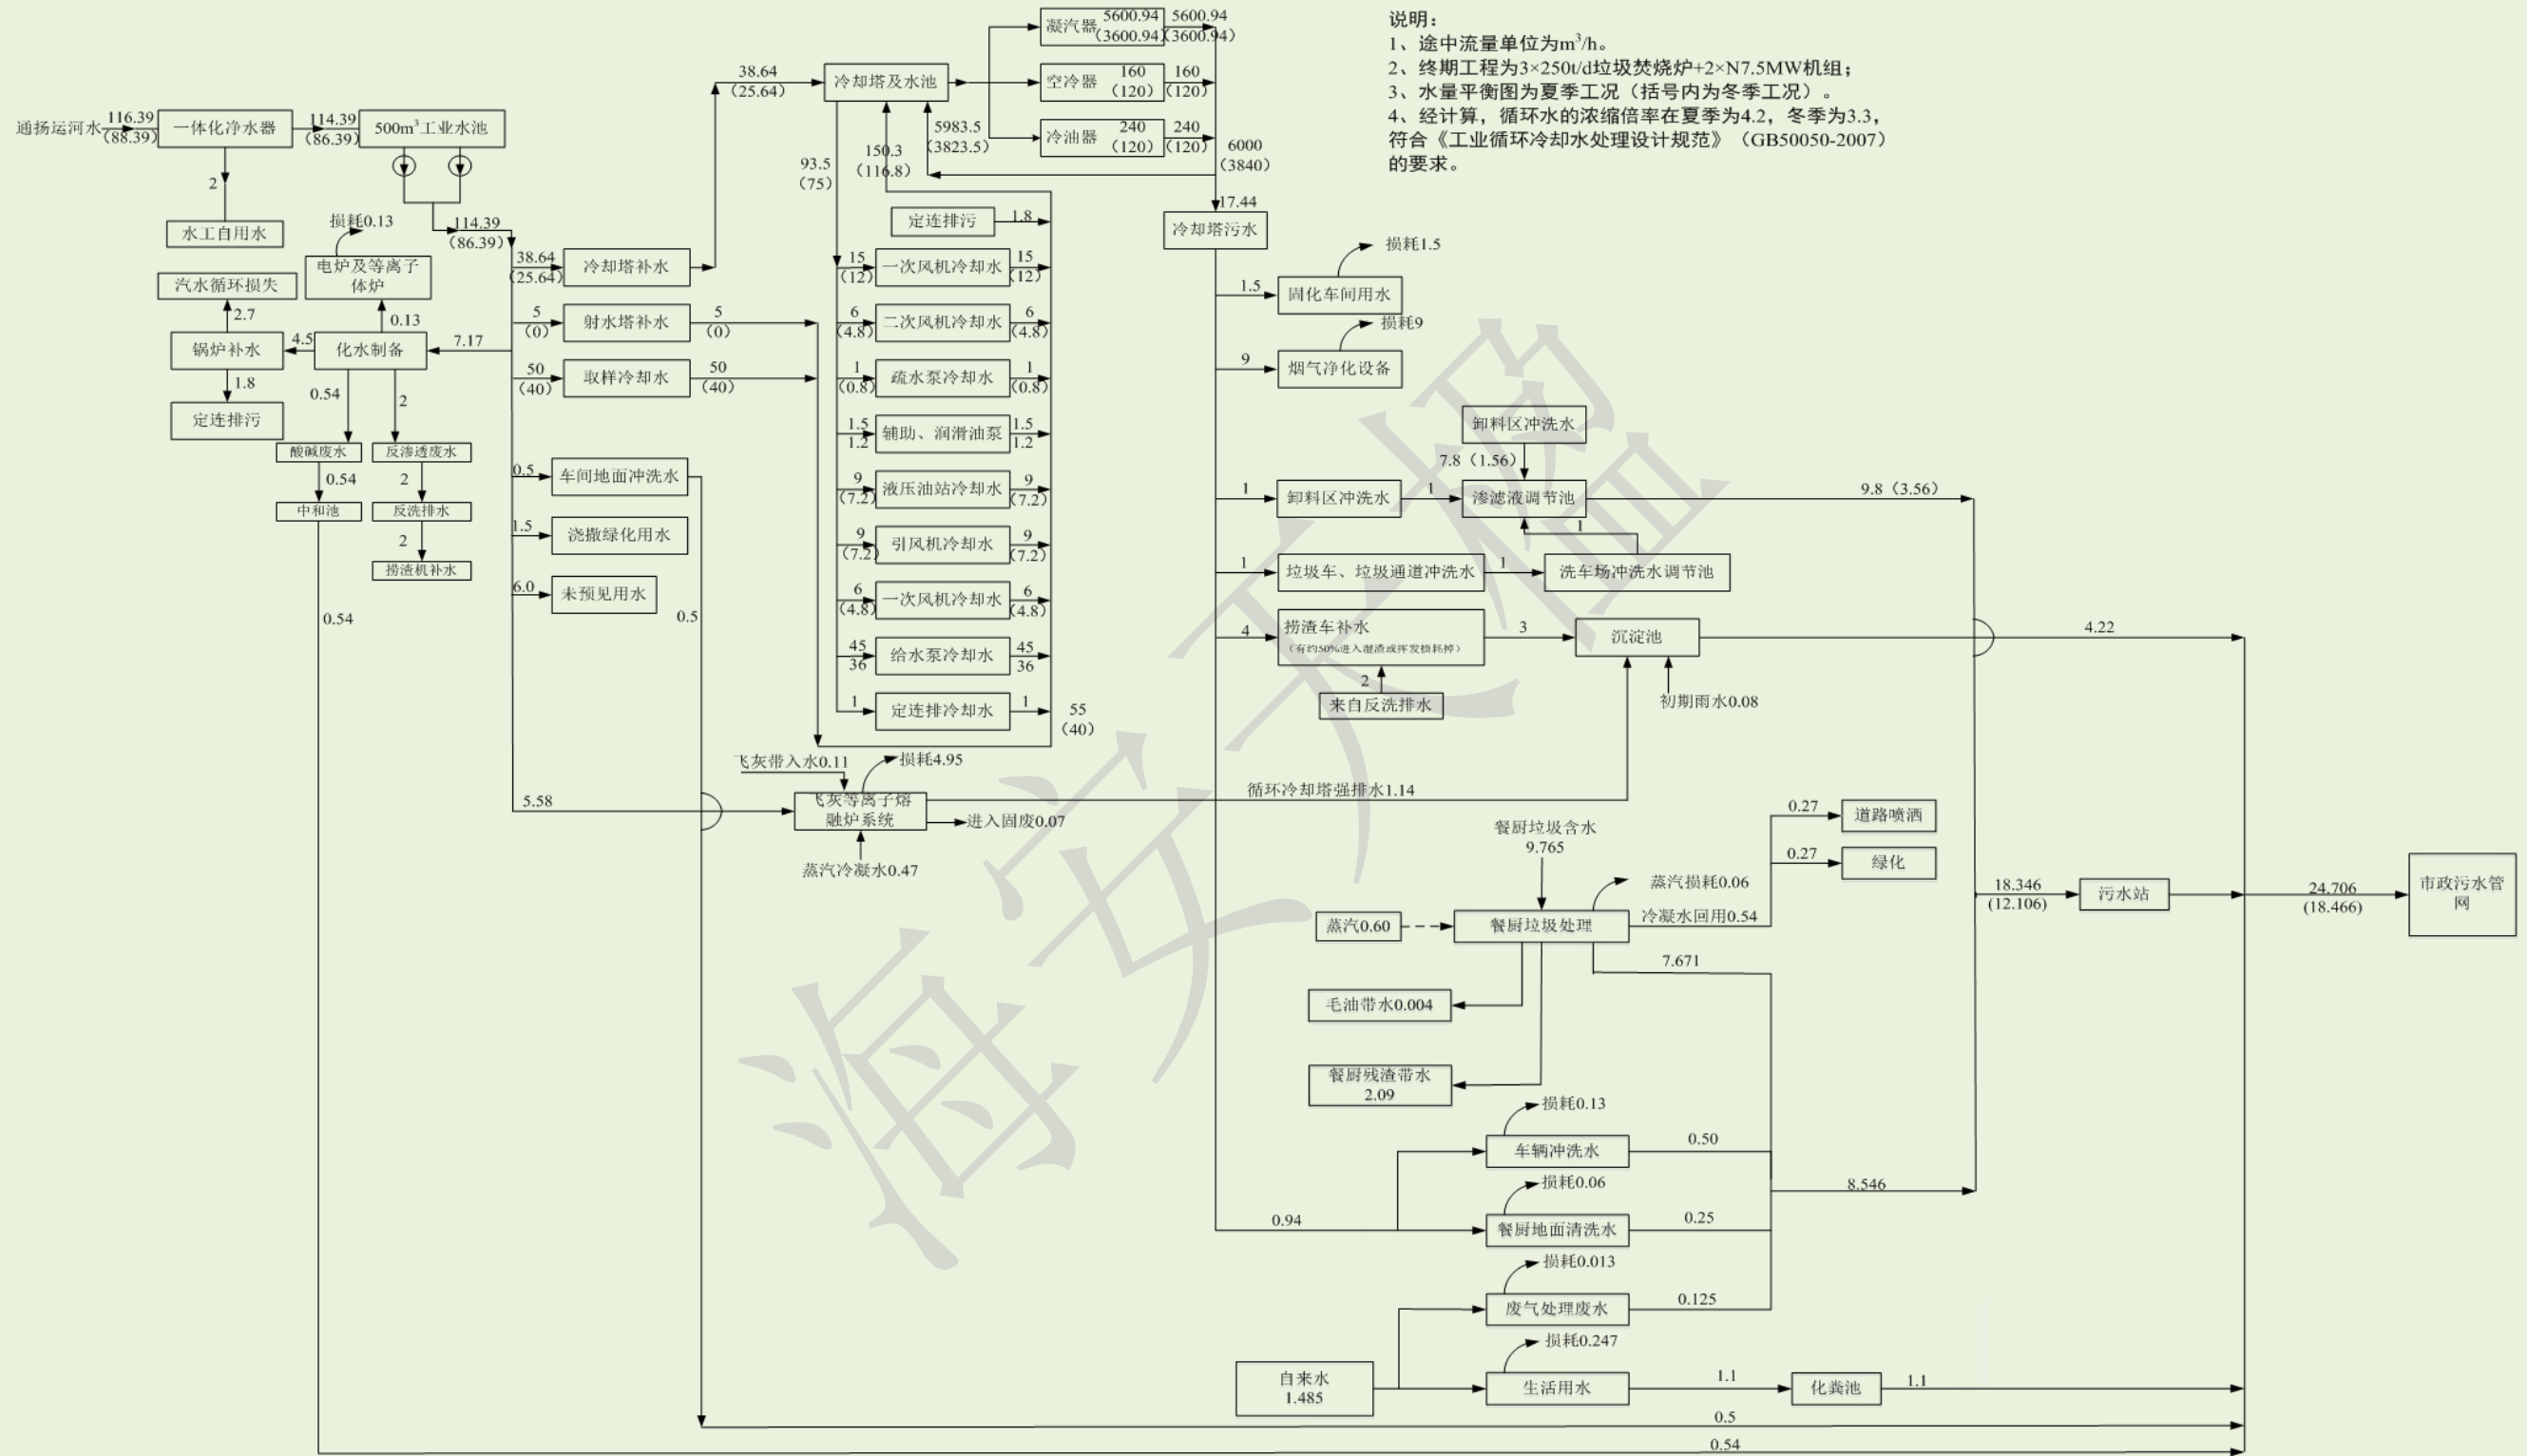 说明：
1、途中流量单位为m³/h。
2、终期工程为3×250t/d垃圾焚烧炉+2×N7.5MW机组；
3、水量平衡图为夏季工况（括号内为冬季工况）。
4、经计算，循环水的浓缩倍率在夏季为4.2，冬季为3.3，
符合《工业循环冷却水处理设计规范》（GB50050-2007）
的要求。
通扬运河水
116.39
(88.39)
一体化净水器
114.39
(86.39)
500m³工业水池
2
水工自用水
114.39
(86.39)
损耗0.13
电炉及等离子
体炉
0.13
汽水循环损失
2.7
锅炉补水
4.5
化水制备
7.17
1.8
定连排污
0.54
2
酸碱废水
反渗透废水
0.54
2
中和池
反洗排水
2
捞渣机补水
0.54
38.64
(25.64)
冷却塔补水
5
(0)
射水塔补水
5
(0)
50
(40)
取样冷却水
50
(40)
0.5
车间地面冲洗水
1.5
浇撒绿化用水
6.0
未预见用水
0.5
5.58
38.64
(25.64)
冷却塔及水池
凝汽器
5600.94
(3600.94)
5600.94
(3600.94)
空冷器
160
(120)
160
(120)
冷油器
240
(120)
240
(120)
93.5
(75)
150.3
(116.8)
5983.5
(3823.5)
6000
(3840)
17.44
冷却塔污水
定连排污
1.8
15
(12)
一次风机冷却水
15
(12)
6
(4.8)
二次风机冷却水
6
(4.8)
1
(0.8)
疏水泵冷却水
1
(0.8)
1.5
1.2
辅助、润滑油泵
1.5
1.2
9
(7.2)
液压油站冷却水
9
(7.2)
9
(7.2)
引风机冷却水
9
(7.2)
6
(4.8)
一次风机冷却水
6
(4.8)
45
36
给水泵冷却水
45
36
1
定连排冷却水
1
55
(40)
飞灰带入水0.11
损耗4.95
飞灰等离子熔
融炉系统
循环冷却塔强排水1.14
进入固废0.07
蒸汽冷凝水0.47
损耗1.5
1.5
固化车间用水
损耗9
9
烟气净化设备
卸料区冲洗水
7.8（1.56）
1
卸料区冲洗水
1
渗滤液调节池
9.8（3.56）
1
1
垃圾车、垃圾通道冲洗水
1
洗车场冲洗水调节池
4
捞渣车补水
（有约50%进入湿渣或挥发损耗掉）
3
沉淀池
4.22
2
来自反洗排水
初期雨水0.08
餐厨垃圾含水
9.765
0.27
道路喷洒
0.27
绿化
蒸汽损耗0.06
蒸汽0.60
餐厨垃圾处理
冷凝水回用0.54
7.671
毛油带水0.004
餐厨残渣带水
2.09
18.346
(12.106)
污水站
24.706
(18.466)
市政污水管
网
损耗0.13
车辆冲洗水
0.50
损耗0.06
0.94
餐厨地面清洗水
0.25
8.546
损耗0.013
废气处理废水
0.125
损耗0.247
自来水
1.485
生活用水
1.1
化粪池
1.1
0.5
0.54
海安天楹